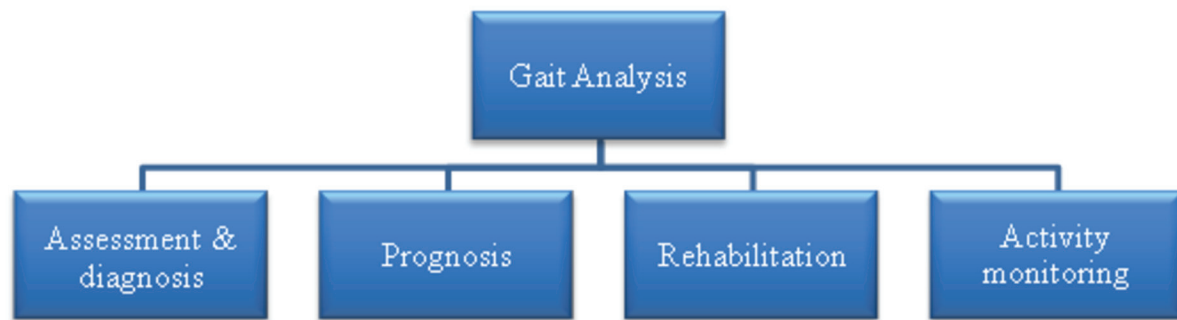 Gait Analysis
Assessment &
diagnosis
Prognosis
Rehabilitation
Activity
monitoring